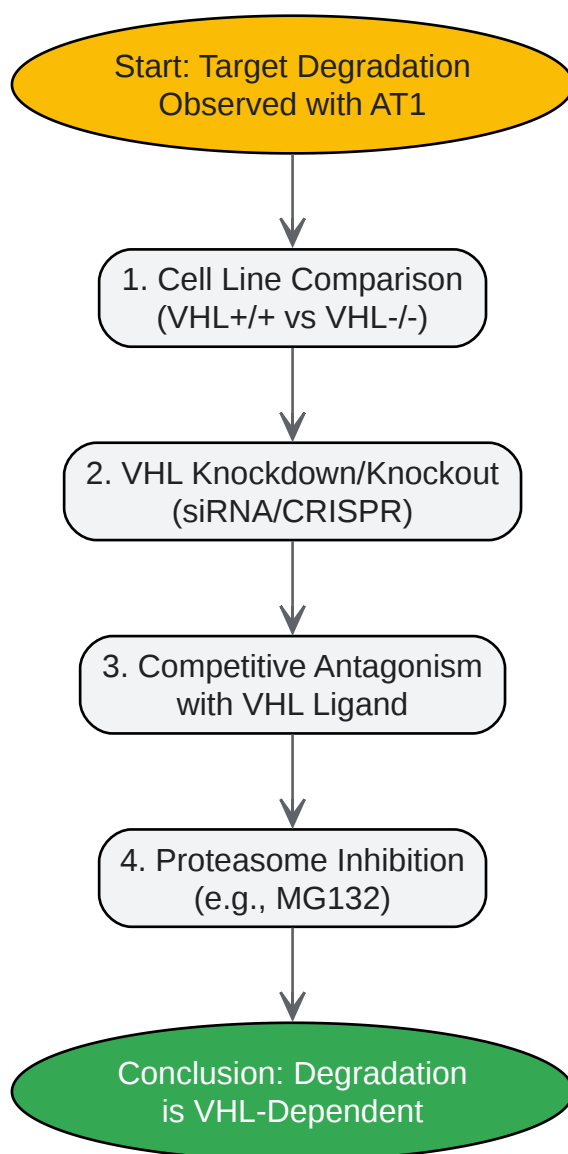 Start: Target Degradation
Observed with AT1
1. Cell Line Comparison
(VHL+/+ vs VHL-/-)
2. VHL Knockdown/Knockout
(siRNA/CRISPR)
3. Competitive Antagonism
with VHL Ligand
4. Proteasome Inhibition
(e.g., MG132)
Conclusion: Degradation
is VHL-Dependent